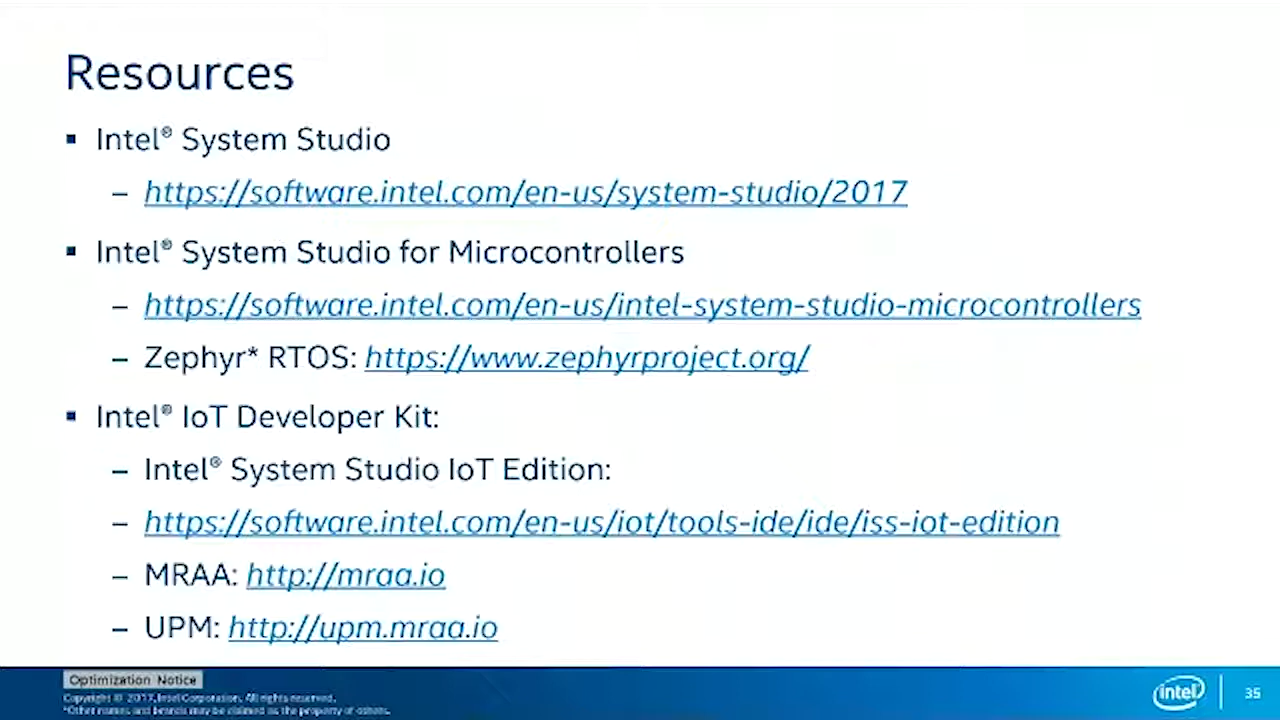 Resources
▪ Intel® System Studio
– https://software.intel.com/en-us/system-studio/2017
▪ Intel® System Studio for Microcontrollers
– https://software.intel.com/en-us/intel-system-studio-microcontrollers
– Zephyr* RTOS: https://www.zephyrproject.org/
▪ Intel® IoT Developer Kit:
– Intel® System Studio IoT Edition:
– https://software.intel.com/en-us/iot/tools-ide/ide/iss-iot-edition
– MRAA: http://mraa.io
– UPM: http://upm.mraa.io
Optimization Notice
Copyright © 2017, Intel Corporation. All rights reserved.
*Other names and brands may be claimed as the property of others.
intel
35